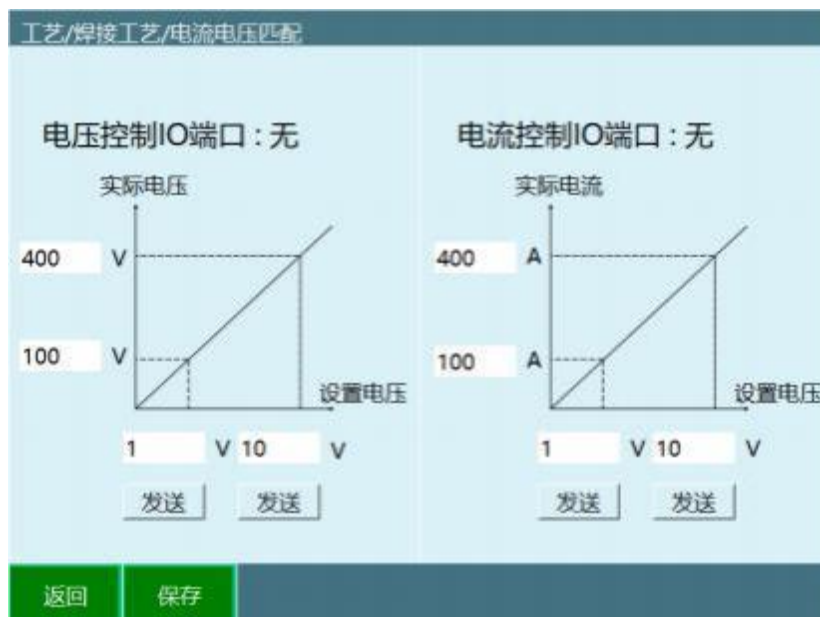 工艺/焊接工艺/电流电压匹配
电压控制IO端口：无
实际电压
400 V
100 V
设置电压
1 V 10 V
发送 发送
电流控制IO端口：无
实际电流
400 A
100 A
设置电压
1 V 10 V
发送 发送
返回 保存